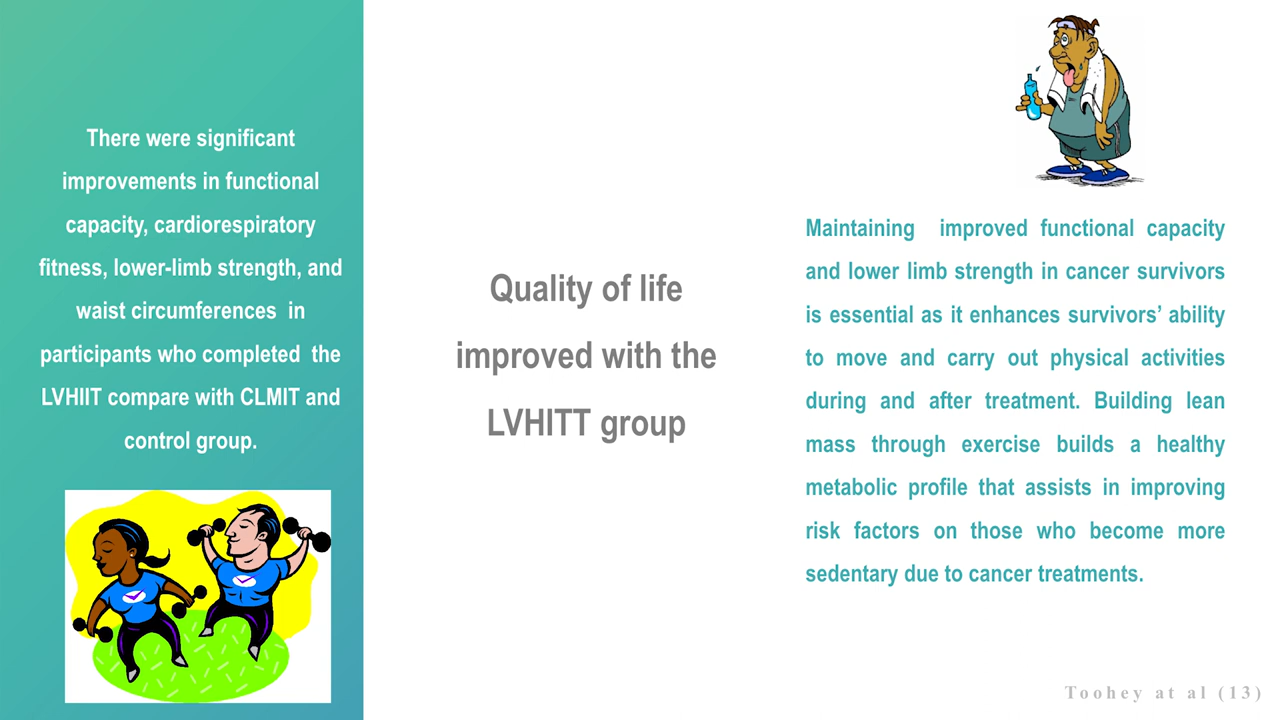 There were significant
improvements in functional
capacity, cardiorespiratory
fitness, lower-limb strength, and
waist circumferences in
participants who completed the
LVHIIT compare with CLMIT and
control group.
Quality of life
improved with the
LVHITT group
Maintaining improved functional capacity
and lower limb strength in cancer survivors
is essential as it enhances survivors’ ability
to move and carry out physical activities
during and after treatment. Building lean
mass through exercise builds a healthy
metabolic profile that assists in improving
risk factors on those who become more
sedentary due to cancer treatments.
Toohey at al (13)